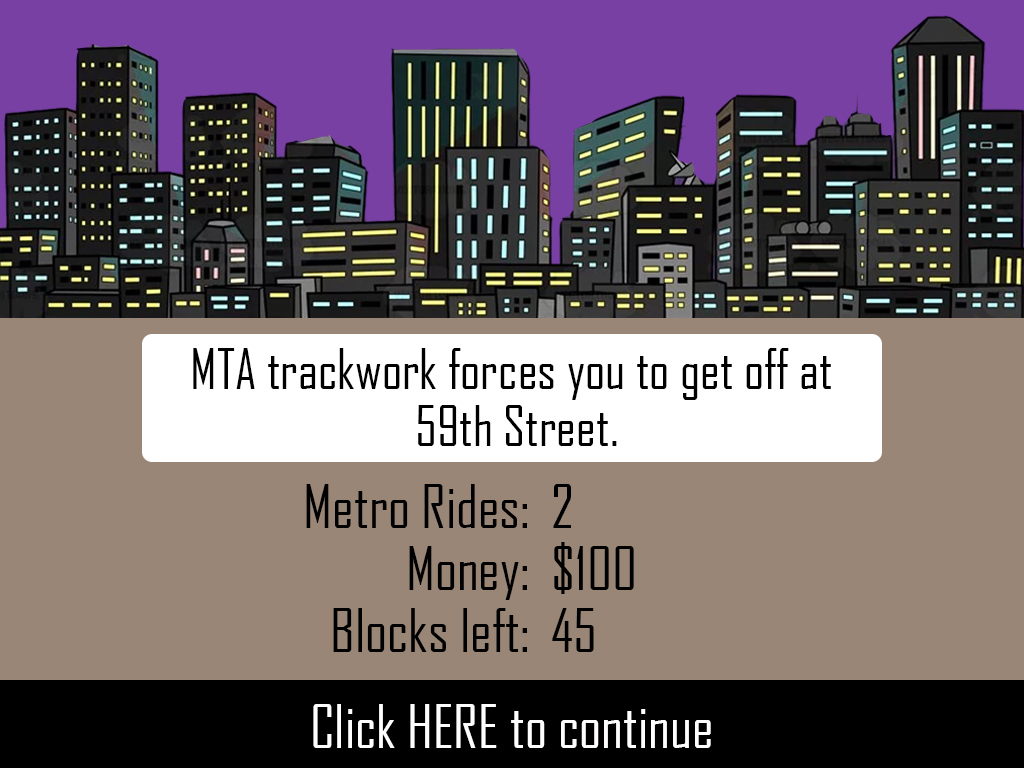 MTA trackwork forces you to get off at
59th Street.
Metro Rides: 2
Money: $100
Blocks left: 45
Click HERE to continue